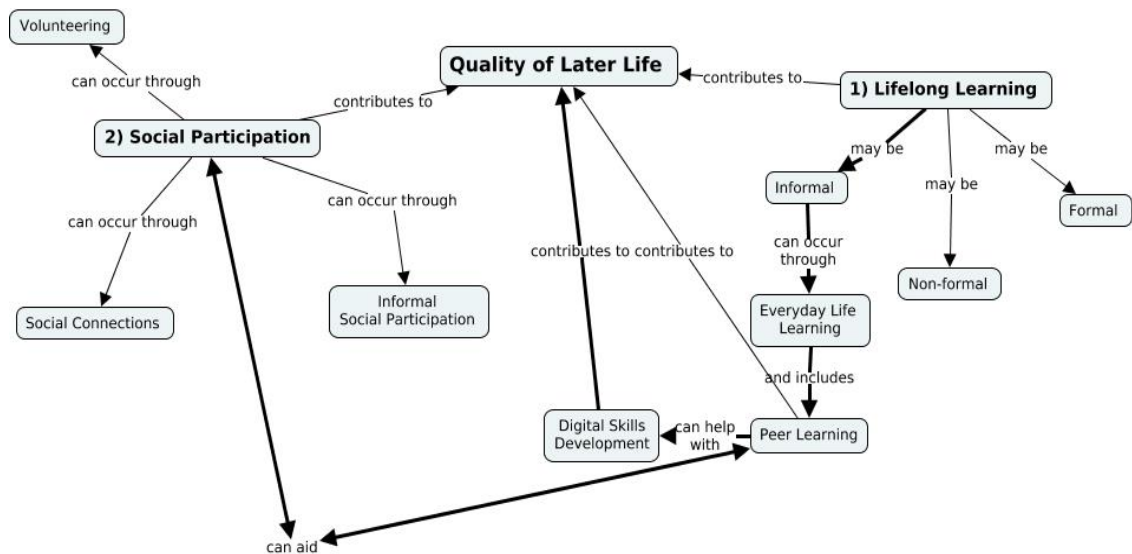 Volunteering
can occur through
Quality of Later Life
contributes to
1) Lifelong Learning
contributes to
2) Social Participation
may be
may be
may be
Informal
Formal
can occur through
can occur through
contributes to contributes to
can occur
through
Non-formal
Social Connections
Informal
Social Participation
Everyday Life
Learning
and includes
Digital Skills
Development
can help
with
Peer Learning
can aid